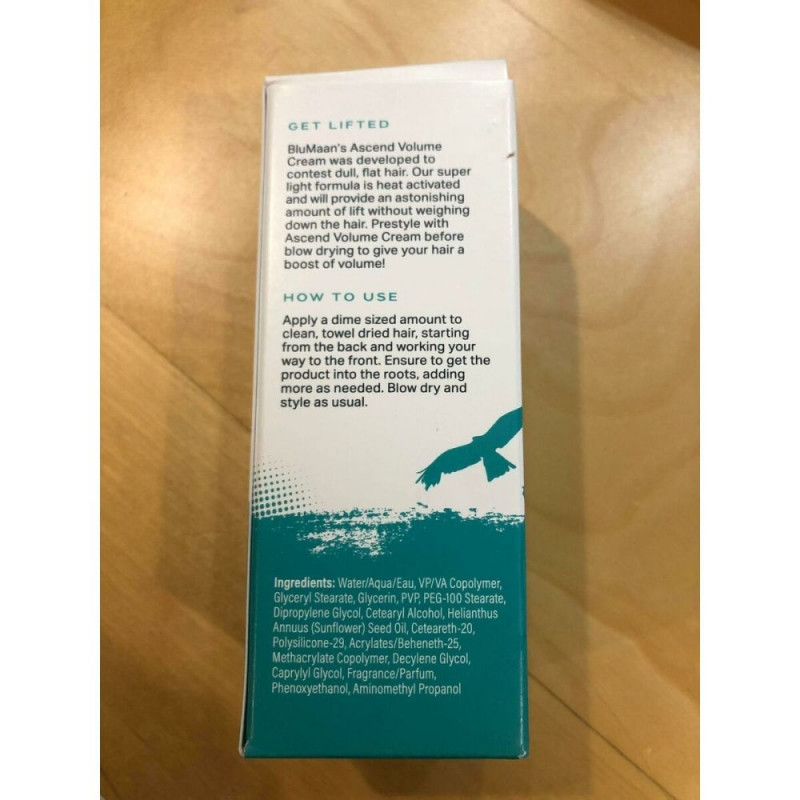 GET LIFTED
BluMaan's Ascend Volume
Cream was developed to
contest dull, flat hair. Our super
light formula is heat activated
and will provide an astonishing
amount of lift without weighing
down the hair. Prestyle with
Ascend Volume Cream before
blow drying to give your hair a
boost of volume!
HOW TO USE
Apply a dime sized amount to
clean, towel dried hair, starting
from the back and working your
way to the front. Ensure to get the
product into the roots, adding
more as needed. Blow dry and
style as usual.
Ingredients: Water/Aqua/Eau, VP/VA Copolymer,
Glyceryl Stearate, Glycerin, PVP, PEG-100 Stearate,
Dipropylene Glycol, Cetearyl Alcohol, Helianthus
Annuus (Sunflower) Seed Oil, Ceteareth-20,
Polysilicone-29, Acrylates/Beheneth-25,
Methacrylate Copolymer, Decylene Glycol,
Caprylyl Glycol, Fragrance/Parfum,
Phenoxyethanol, Aminomethyl Propanol